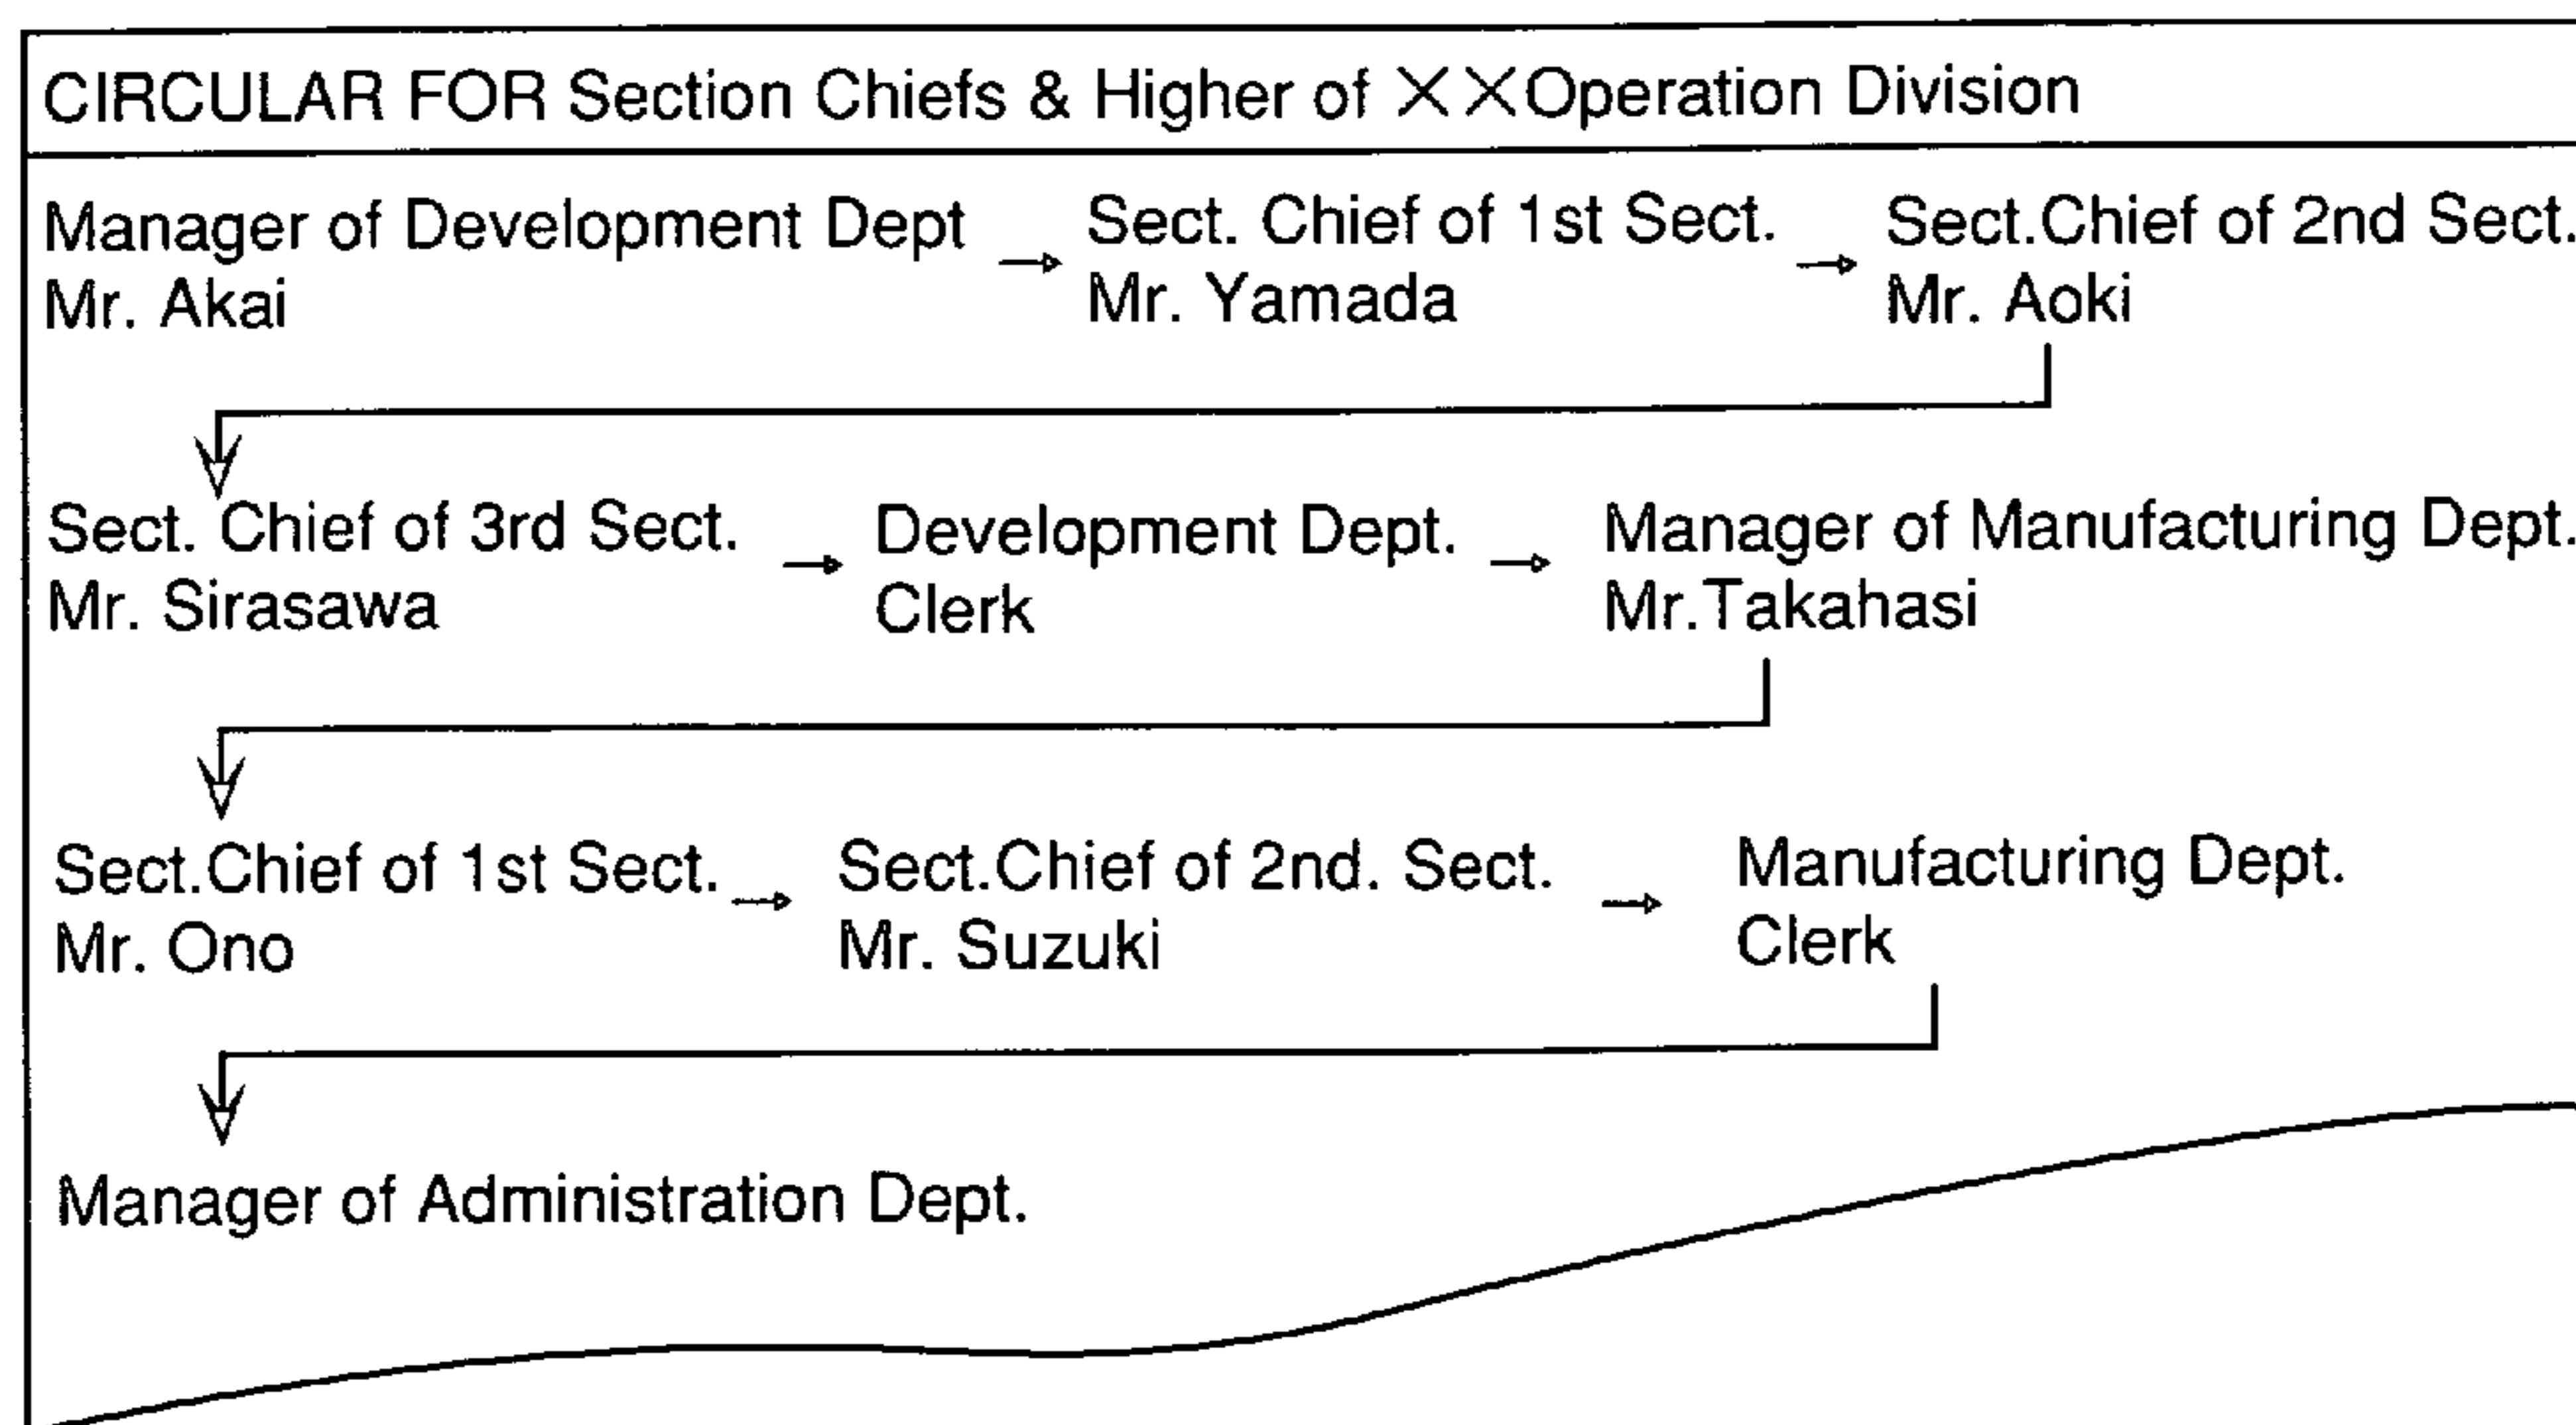 CIRCULAR FOR Section Chiefs & Higher of ××Operation Division
Manager of Development Dept → Sect. Chief of 1st Sect. → Sect.Chief of 2nd Sect.
Mr. Akai Mr. Yamada Mr. Aoki
Sect. Chief of 3rd Sect. → Development Dept. → Manager of Manufacturing Dept.
Mr. Sirasawa Clerk Mr.Takahasi
Sect.Chief of 1st Sect. → Sect.Chief of 2nd. Sect. → Manufacturing Dept.
Mr. Ono Mr. Suzuki Clerk
Manager of Administration Dept.